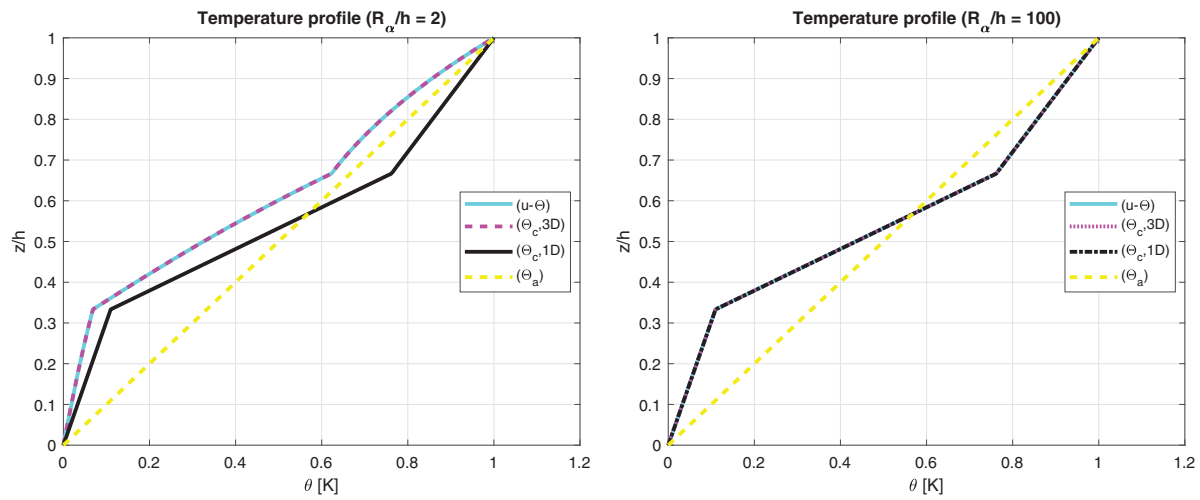 Temperature profile (R_α/h = 2)
z/h
1
0.9
0.8
0.7
0.6
0.5
0.4
0.3
0.2
0.1
0
0 0.2 0.4 0.6 0.8 1 1.2
θ [K]
(u-Θ)
(Θ_c,3D)
(Θ_c,1D)
(Θ_a)
Temperature profile (R_α/h = 100)
z/h
1
0.9
0.8
0.7
0.6
0.5
0.4
0.3
0.2
0.1
0
0 0.2 0.4 0.6 0.8 1 1.2
θ [K]
(u-Θ)
(Θ_c,3D)
(Θ_c,1D)
(Θ_a)